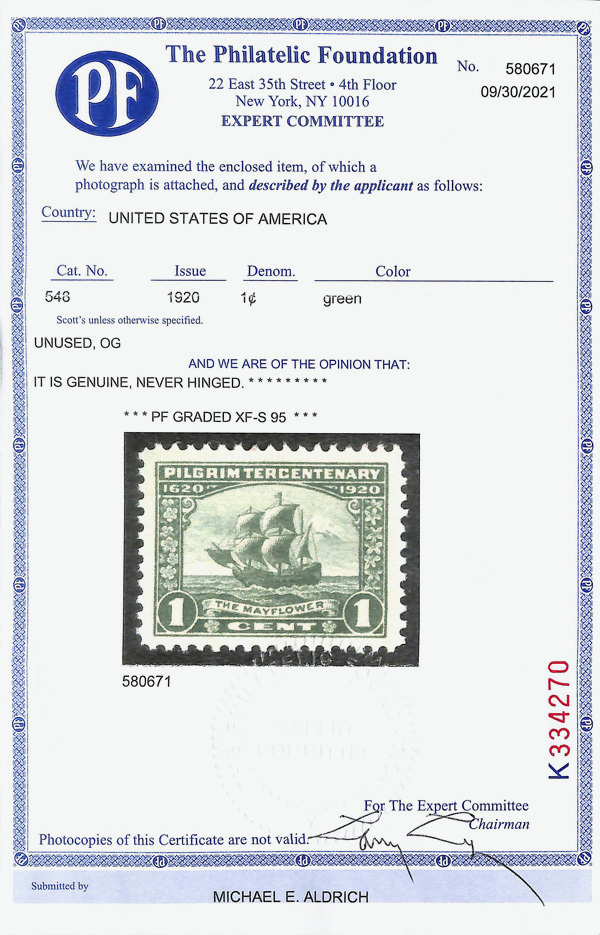 PF
The Philatelic Foundation
22 East 35th Street • 4th Floor
New York, NY 10016
EXPERT COMMITTEE
No. 580671
09/30/2021
We have examined the enclosed item, of which a
photograph is attached, and described by the applicant as follows:
Country: UNITED STATES OF AMERICA
Cat. No. Issue Denom. Color
548 1920 1¢ green
Scott's unless otherwise specified.
UNUSED, OG
AND WE ARE OF THE OPINION THAT:
IT IS GENUINE, NEVER HINGED. * * * * * * * * *
* * * PF GRADED XF-S 95 * * *
PILGRIM TERCENTENARY
1620 1920
THE MAYFLOWER
1 CENT 1
580671
K334270
For The Expert Committee
Chairman
Photocopies of this Certificate are not valid.
Submitted by
MICHAEL E. ALDRICH